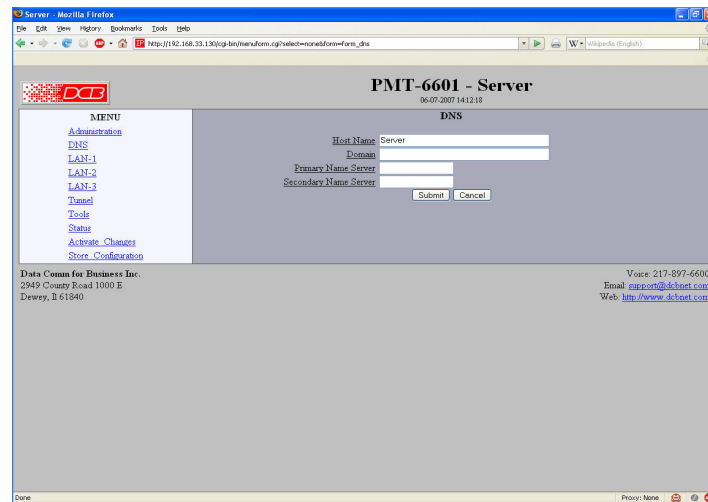 Server - Mozilla Firefox
File Edit View History Bookmarks Tools Help
http://192.168.33.130/cgi-bin/menuform.cgi?select=none&form=form_dns
W Wikipedia (English)
DCB
PMT-6601 - Server
06-07-2007 14:12:18
MENU
Administration
DNS
LAN-1
LAN-2
LAN-3
Tunnel
Tools
Status
Activate Changes
Store Configuration
DNS
Host Name Server
Domain
Primary Name Server
Secondary Name Server
Submit Cancel
Data Comm for Business Inc.
2949 County Road 1000 E
Dewey, Il 61840
Voice: 217-897-6600
Email: support@dcbnet.com
Web: http://www.dcbnet.com
Done
Proxy: None